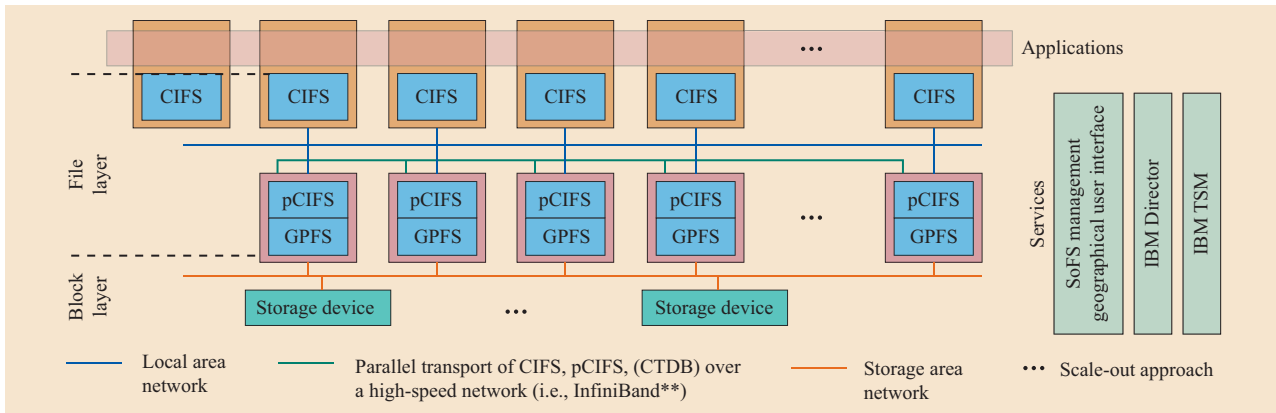 ...
Applications
CIFS
CIFS
CIFS
CIFS
CIFS
CIFS
File
layer
pCIFS
pCIFS
pCIFS
pCIFS
...
pCIFS
GPFS
GPFS
GPFS
GPFS
GPFS
Block
layer
Storage device
...
Storage device
Services
SoFS management
geographical user interface
IBM Director
IBM TSM
Local area
network
Parallel transport of CIFS, pCIFS, (CTDB) over
a high-speed network (i.e., InfiniBand**)
Storage area
network
... Scale-out approach